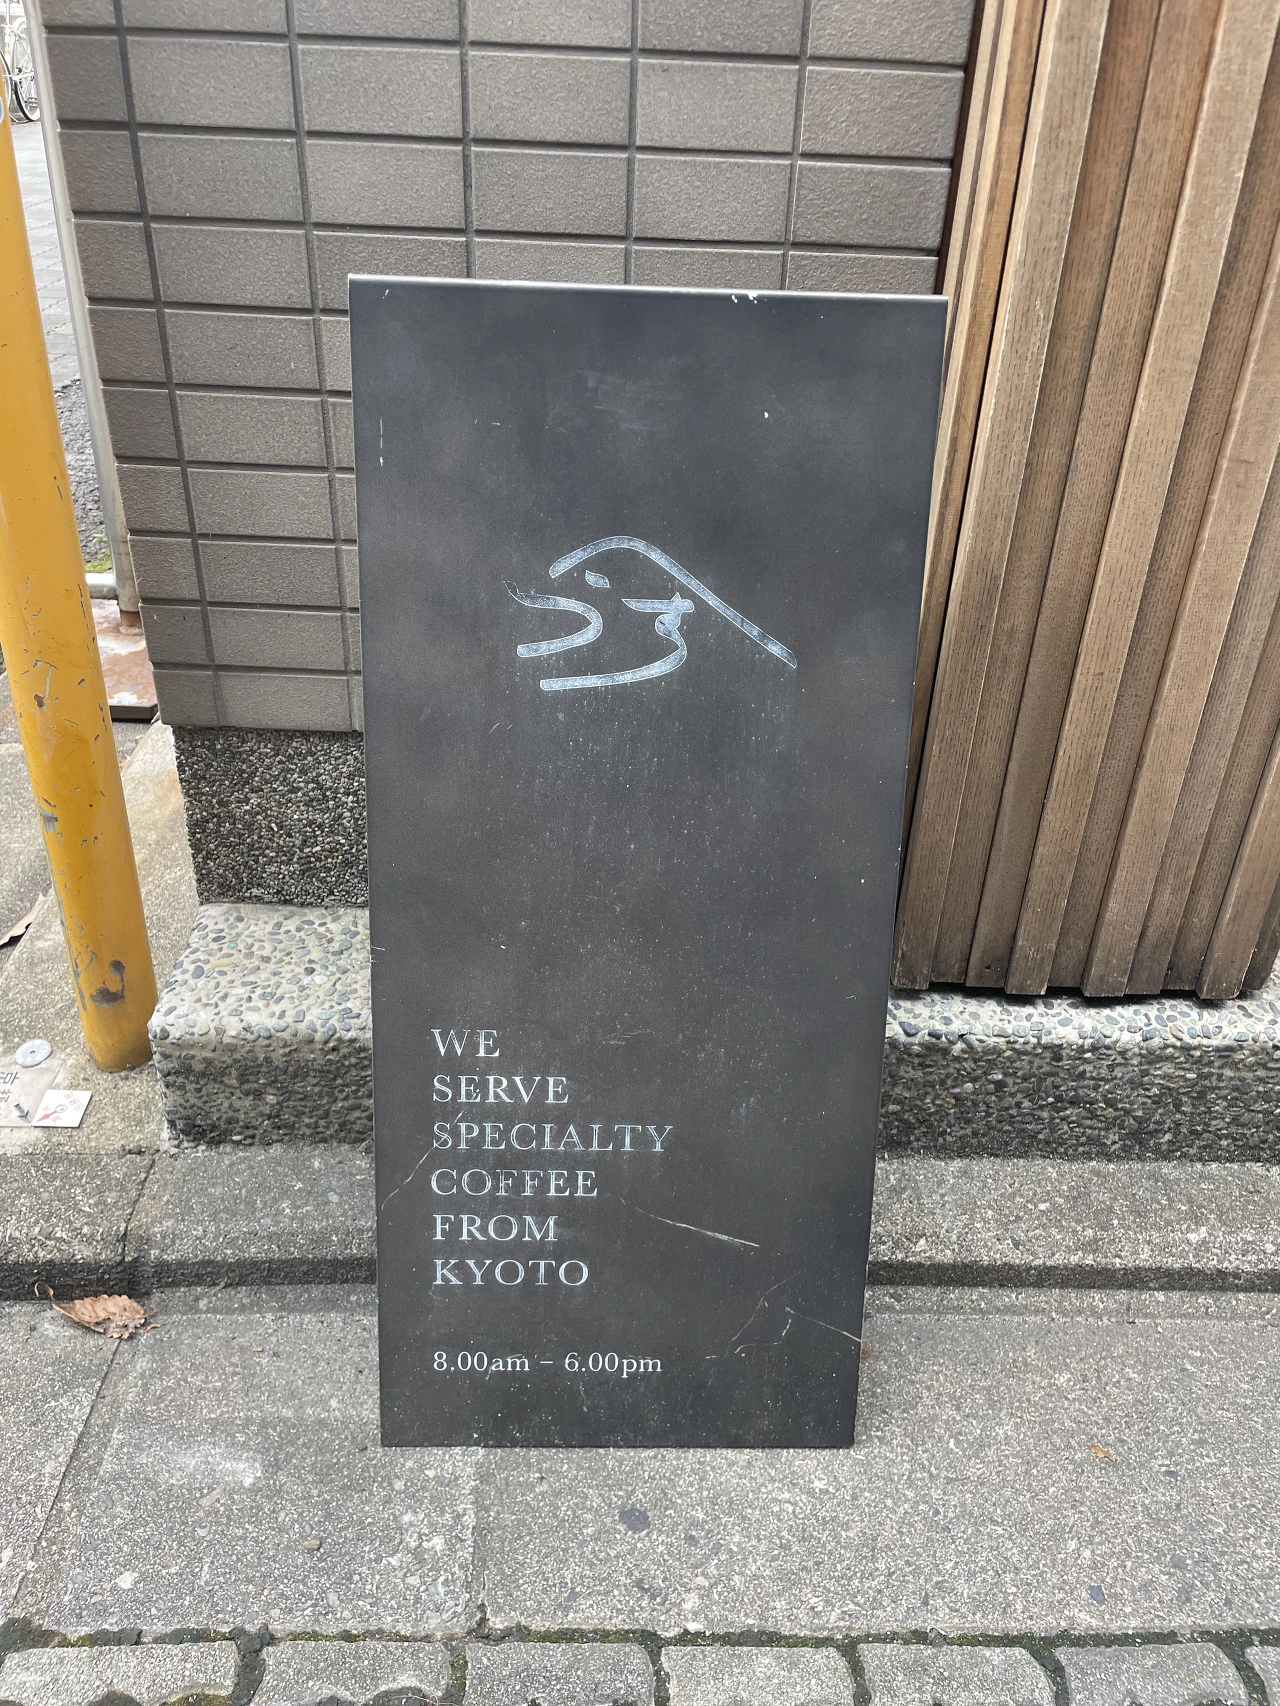 WE
SERVE
SPECIALTY
COFFEE
FROM
KYOTO
8.00am – 6.00pm